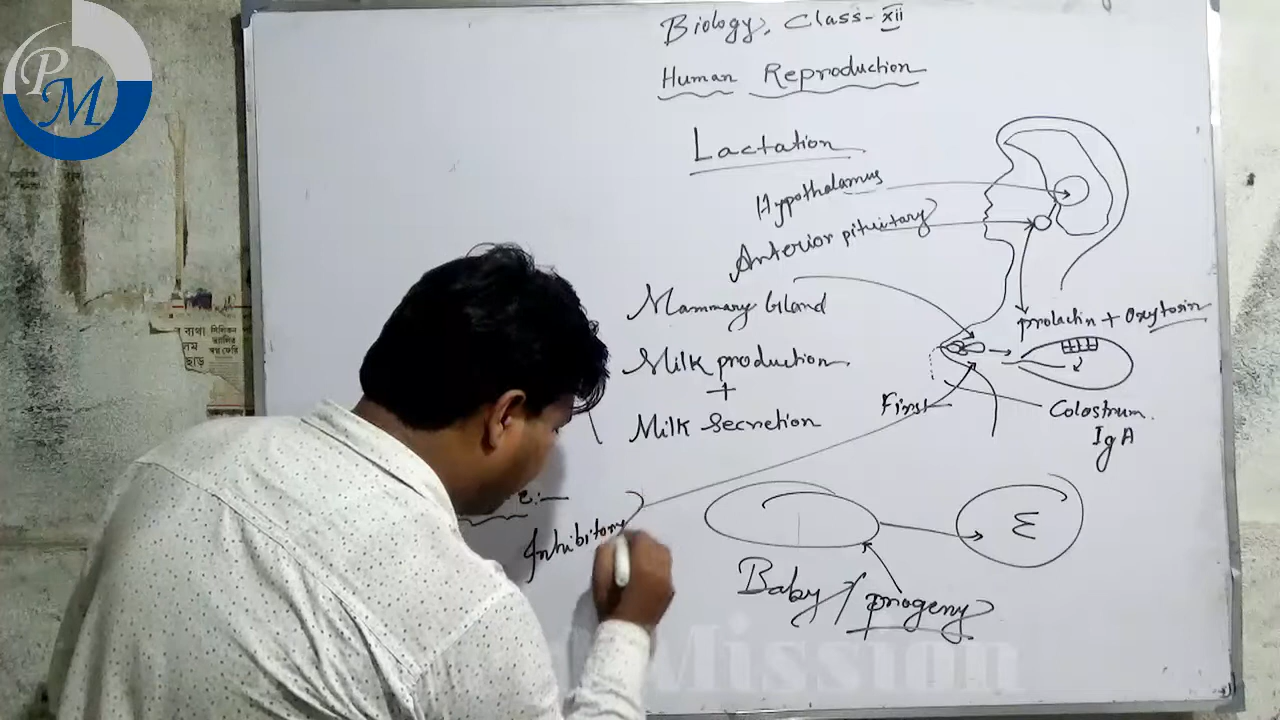 PM
Biology, Class-XII
Human Reproduction
Lactation
Hypothalamus
Anterior pituitary
Mammary Gland
prolactin + Oxytosin
Milk production
+
Milk Secretion
First
Colostrum.
IgA
Inhibitory
ε
Baby / progeny
Mission